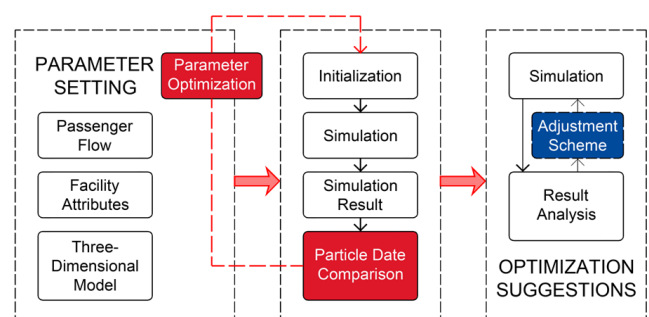 PARAMETER
SETTING
Parameter
Optimization
Passenger
Flow
Facility
Attributes
Three-
Dimensional
Model
Initialization
Simulation
Simulation
Result
Particle Date
Comparison
Simulation
Adjustment
Scheme
Result
Analysis
OPTIMIZATION
SUGGESTIONS